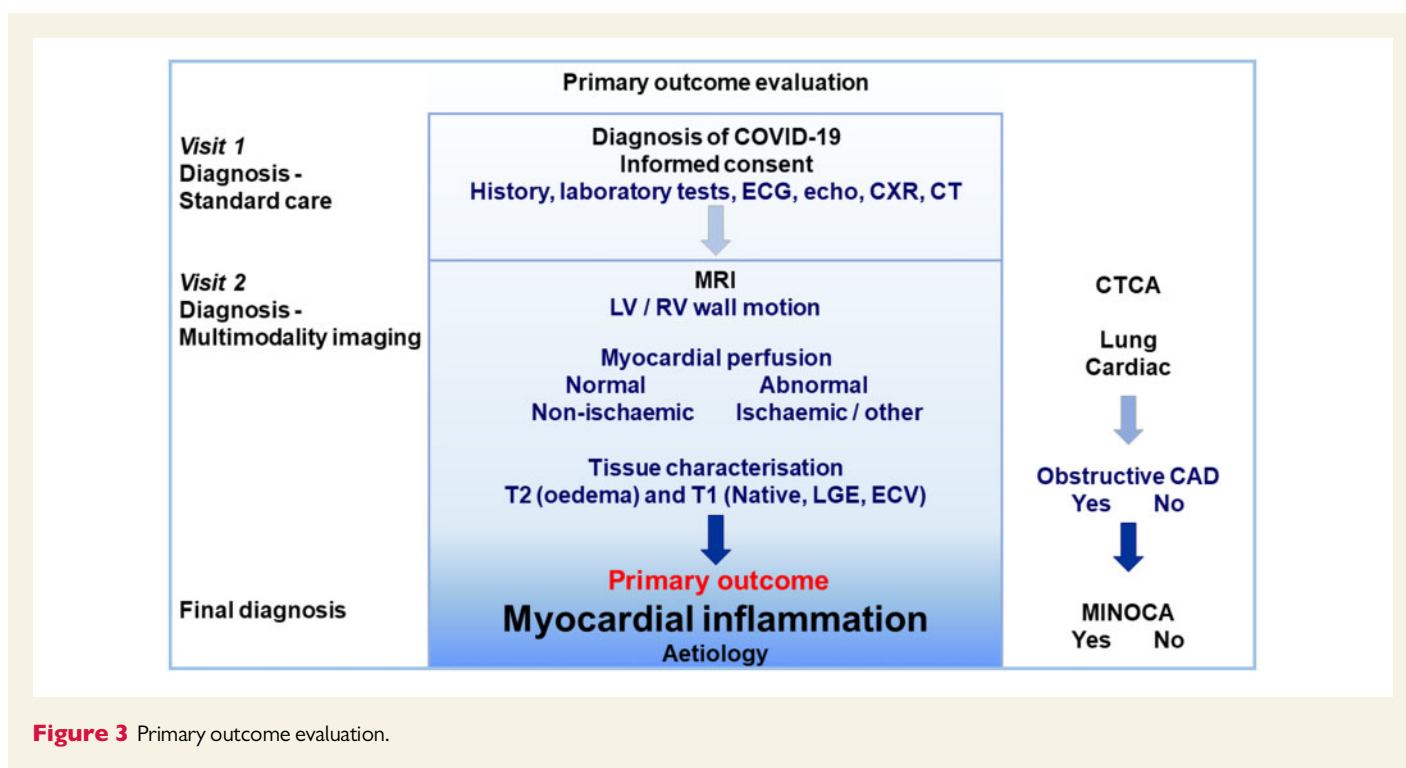 Primary outcome evaluation
Visit 1
Diagnosis -
Standard care
Diagnosis of COVID-19
Informed consent
History, laboratory tests, ECG, echo, CXR, CT
Visit 2
Diagnosis -
Multimodality imaging
MRI
LV / RV wall motion
Myocardial perfusion
Normal Abnormal
Non-ischaemic Ischaemic / other
Tissue characterisation
T2 (oedema) and T1 (Native, LGE, ECV)
CTCA
Lung
Cardiac
Obstructive CAD
Yes No
Final diagnosis
Primary outcome
Myocardial inflammation
Aetiology
MINOCA
Yes No
Figure 3 Primary outcome evaluation.